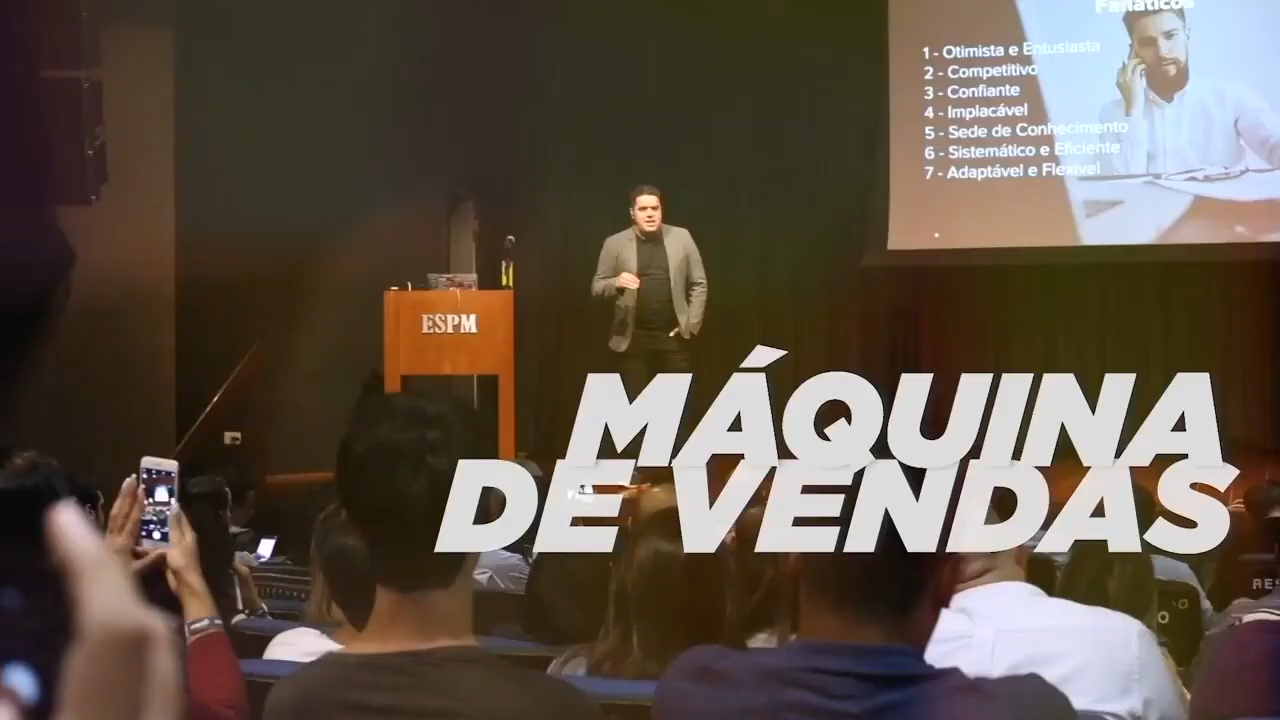 Fanáticos
1 - Otimista e Entusiasta
2 - Competitivo
3 - Confiante
4 - Implacável
5 - Sede de Conhecimento
6 - Sistemático e Eficiente
7 - Adaptável e Flexível
ESPM
MÁQUINA
DE VENDAS